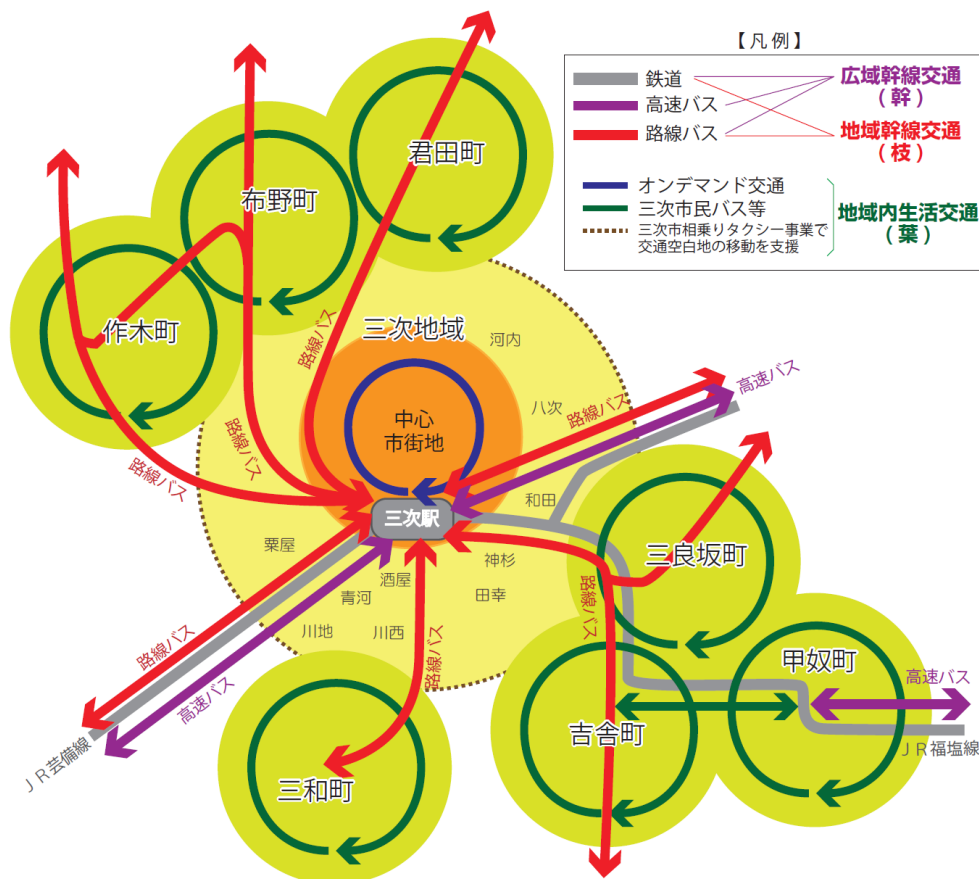 【凡例】
鉄道
高速バス
路線バス
広域幹線交通
(幹)
地域幹線交通
(枝)
オンデマンド交通
三次市民バス等
三次市相乗りタクシー事業で
交通空白地の移動を支援
地域内生活交通
(葉)
君田町
布野町
作木町
三次地域
河内
路線バス
八次
高速バス
路線バス
中心
市街地
路線バス
路線バス
和田
三次駅
粟屋
神杉
三良坂町
酒屋
田幸
青河
路線バス
川地
川西
路線バス
甲奴町
路線バス
高速バス
高速バス
吉舎町
JR芸備線
JR福塩線
三和町